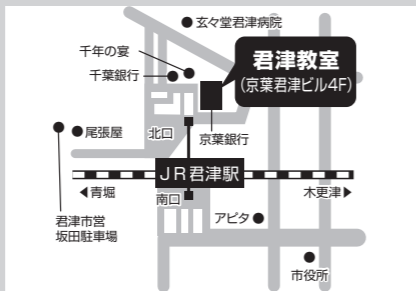 玄々堂君津病院
千年の宴
千葉銀行
君津教室
(京葉君津ビル4F)
尾張屋
北口
京葉銀行
JR君津駅
◀青堀
南口
木更津▶
君津市営
坂田駐車場
アピタ
市役所